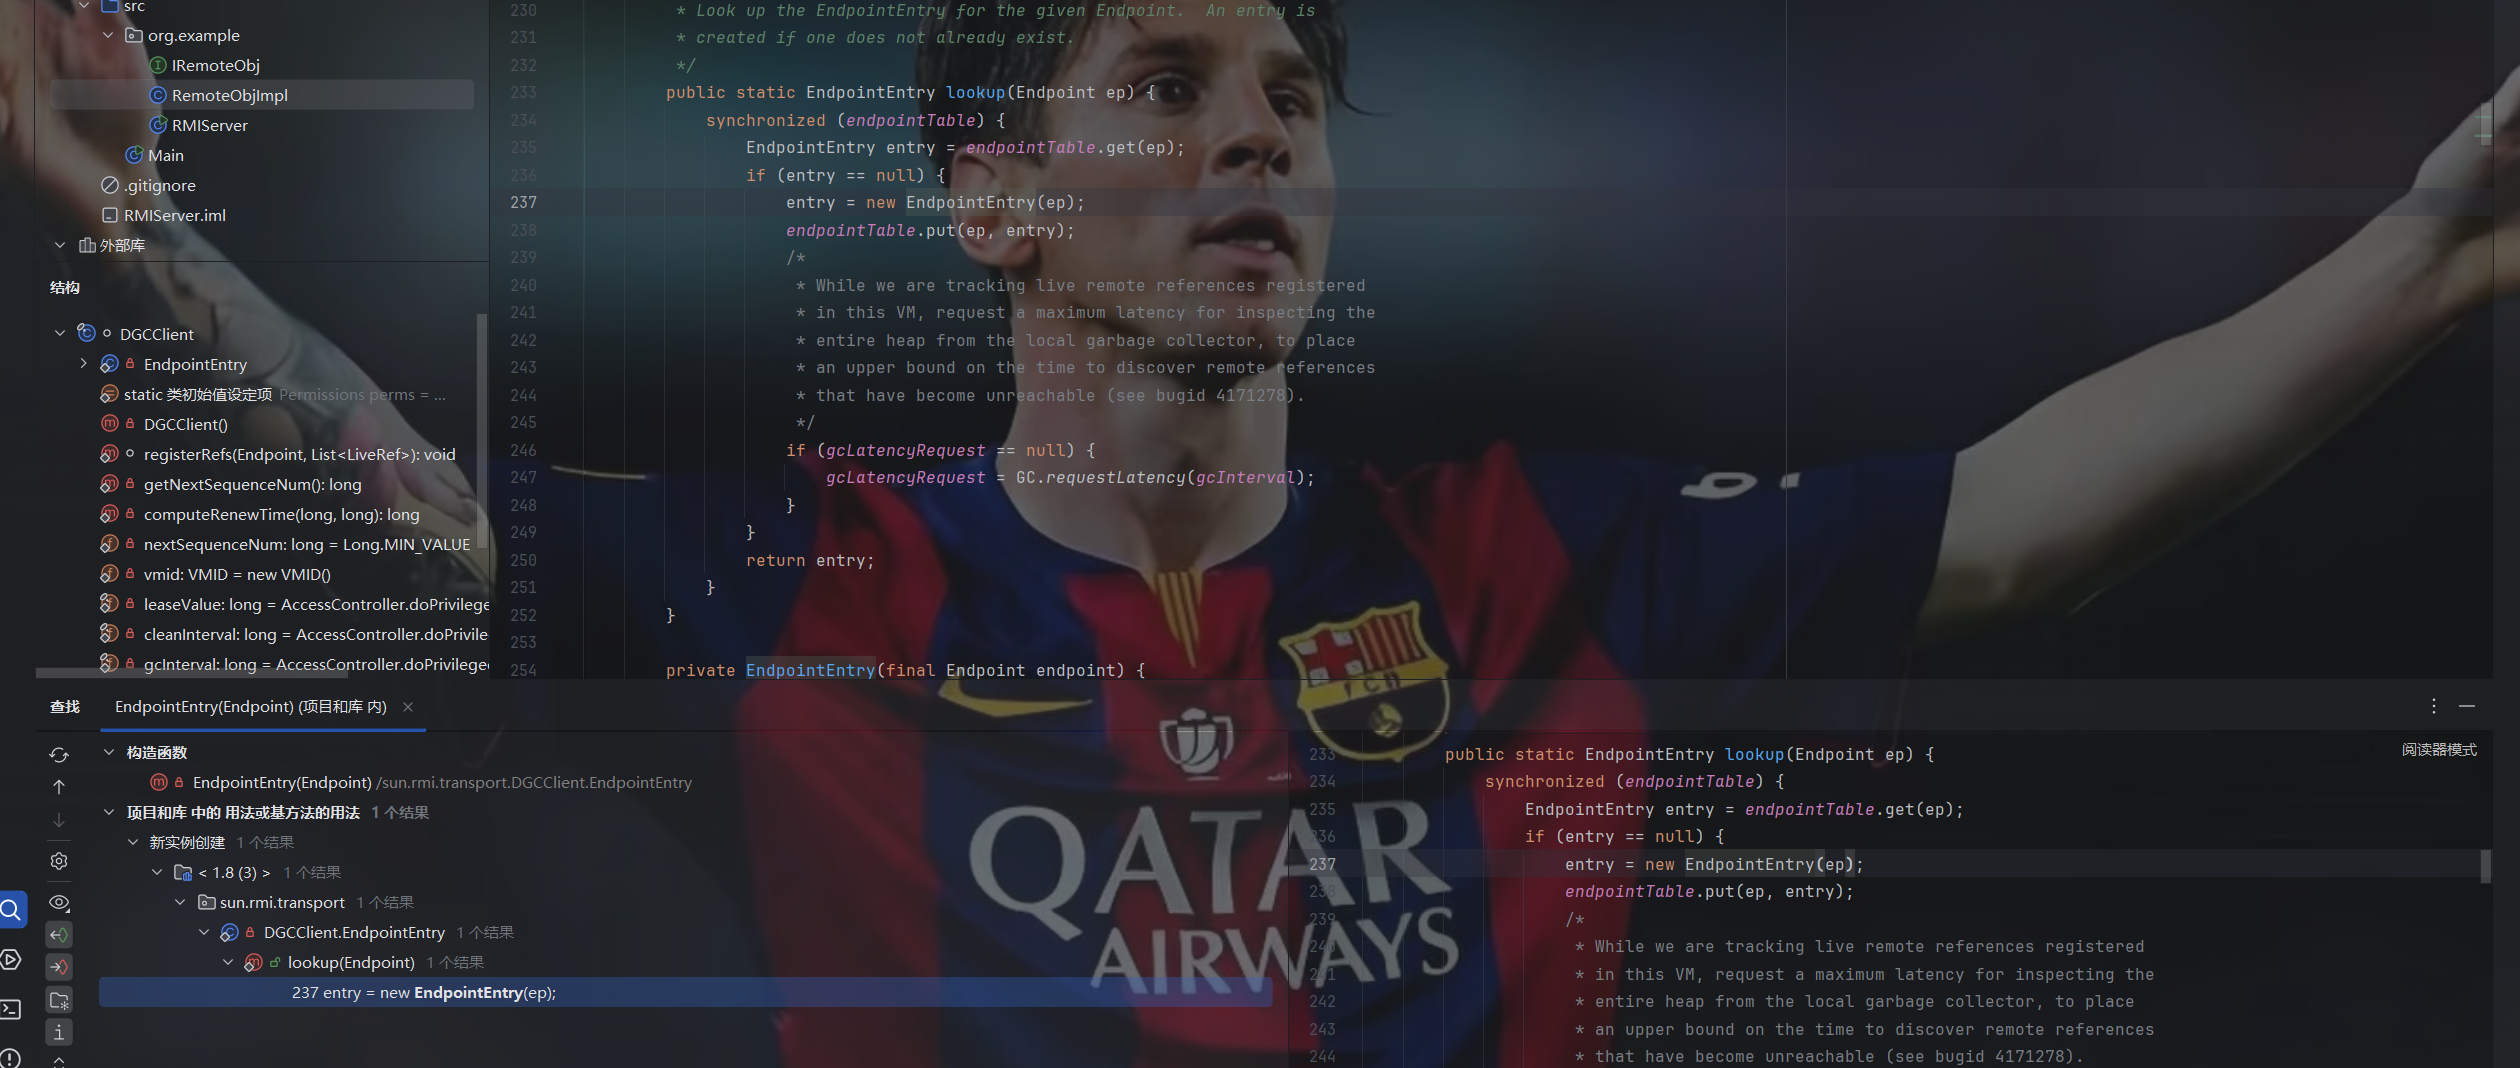 src
org.example
IRemoteObj
RemoteObjImpl
RMIServer
Main
.gitignore
RMIServer.iml
外部库
结构
DGCClient
EndpointEntry
static 类初始值设定项 Permissions perms = ...
DGCClient()
registerRefs(Endpoint, List<LiveRef>): void
getNextSequenceNum(): long
computeRenewTime(long, long): long
nextSequenceNum: long = Long.MIN_VALUE
vmid: VMID = new VMID()
leaseValue: long = AccessController.doPrivilege
cleanInterval: long = AccessController.doPrivile
gcInterval: long = AccessController.doPrivilege
230 * Look up the EndpointEntry for the given Endpoint.  An entry is
231 * created if one does not already exist.
232 */
233 public static EndpointEntry lookup(Endpoint ep) {
234 synchronized (endpointTable) {
235 EndpointEntry entry = endpointTable.get(ep);
236 if (entry == null) {
237 entry = new EndpointEntry(ep);
238 endpointTable.put(ep, entry);
239 /*
240 * While we are tracking live remote references registered
241 * in this VM, request a maximum latency for inspecting the
242 * entire heap from the local garbage collector, to place
243 * an upper bound on the time to discover remote references
244 * that have become unreachable (see bugid 4171278).
245 */
246 if (gcLatencyRequest == null) {
247 gcLatencyRequest = GC.requestLatency(gcInterval);
248 }
249 }
250 return entry;
251 }
252 }
253
254 private EndpointEntry(final Endpoint endpoint) {
查找 EndpointEntry(Endpoint) (项目和库 内)
构造函数
EndpointEntry(Endpoint) /sun.rmi.transport.DGCClient.EndpointEntry
项目和库 中的 用法或基方法的用法 1 个结果
新实例创建 1 个结果
< 1.8 (3) > 1 个结果
sun.rmi.transport 1 个结果
DGCClient.EndpointEntry 1 个结果
lookup(Endpoint) 1 个结果
237 entry = new EndpointEntry(ep);
阅读器模式
233 public static EndpointEntry lookup(Endpoint ep) {
234 synchronized (endpointTable) {
235 EndpointEntry entry = endpointTable.get(ep);
236 if (entry == null) {
237 entry = new EndpointEntry(ep);
238 endpointTable.put(ep, entry);
239 /*
240 * While we are tracking live remote references registered
241 * in this VM, request a maximum latency for inspecting the
242 * entire heap from the local garbage collector, to place
243 * an upper bound on the time to discover remote references
244 * that have become unreachable (see bugid 4171278).
QATAR
AIRWAYS